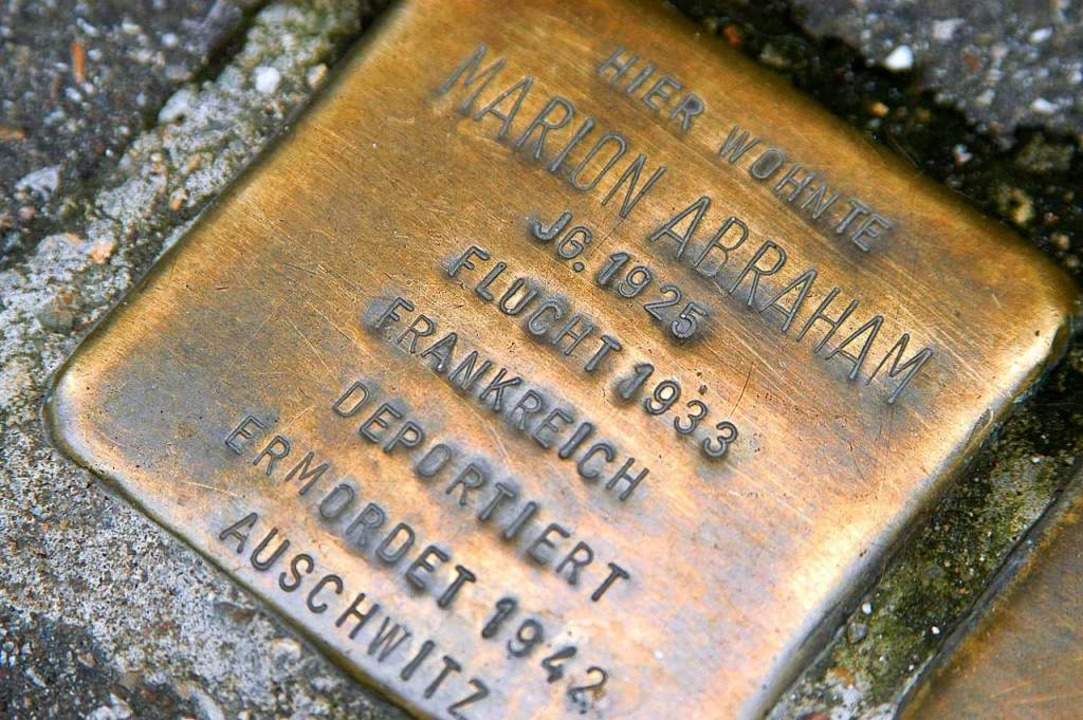 HIER WOHNTE
MARION ABRAHAM
JG. 1925
FLUCHT 1933
FRANKREICH
DEPORTIERT
ERMORDET 1942
AUSCHWITZ